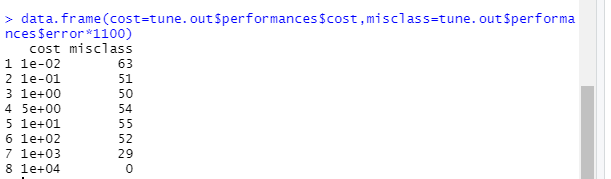 > data.frame(cost=tune.out$performances$cost,misclass=tune.out$performa
nces$error*1100)
cost misclass
1 1e-02 63
2 1e-01 51
3 1e+00 50
4 5e+00 54
5 1e+01 55
6 1e+02 52
7 1e+03 29
8 1e+04 0